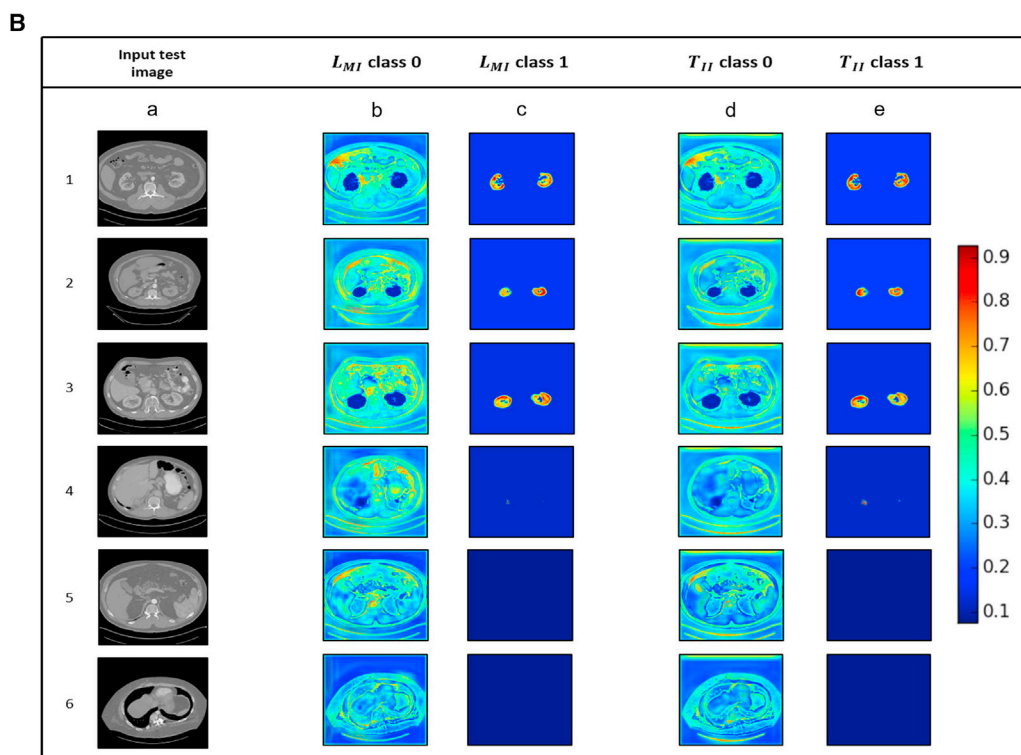 B
Input test
image
L_MI class 0
L_MI class 1
T_II class 0
T_II class 1
a
b
c
d
e
1
2
3
4
5
6
0.9
0.8
0.7
0.6
0.5
0.4
0.3
0.2
0.1